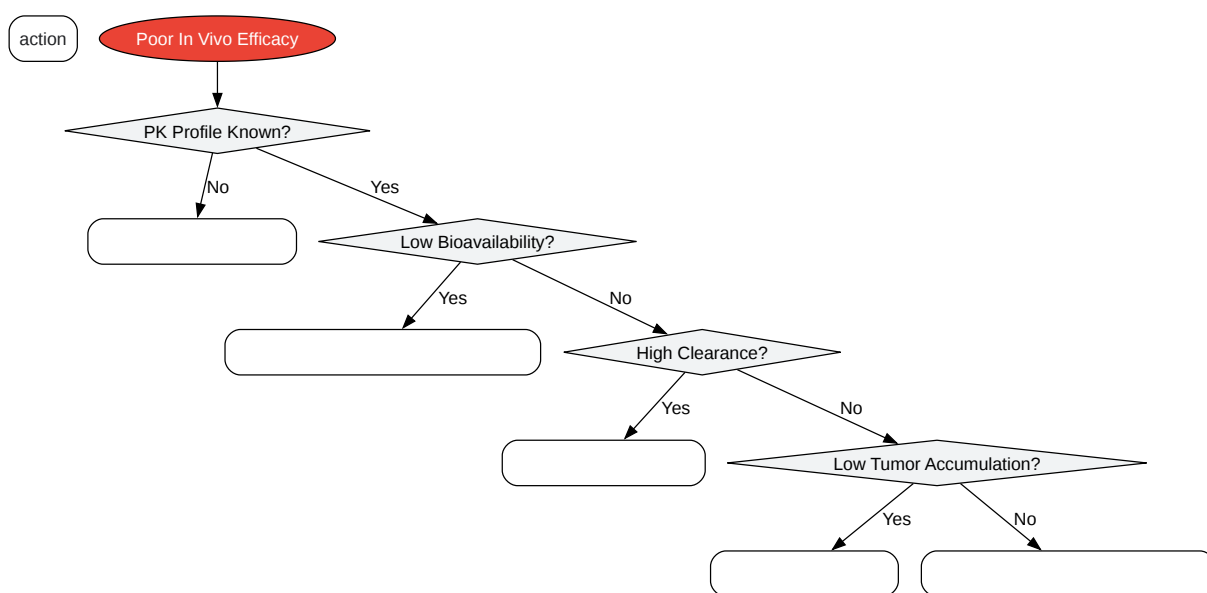 action
Poor In Vivo Efficacy
PK Profile Known?
No
Yes
Low Bioavailability?
Yes
No
High Clearance?
Yes
No
Low Tumor Accumulation?
Yes
No